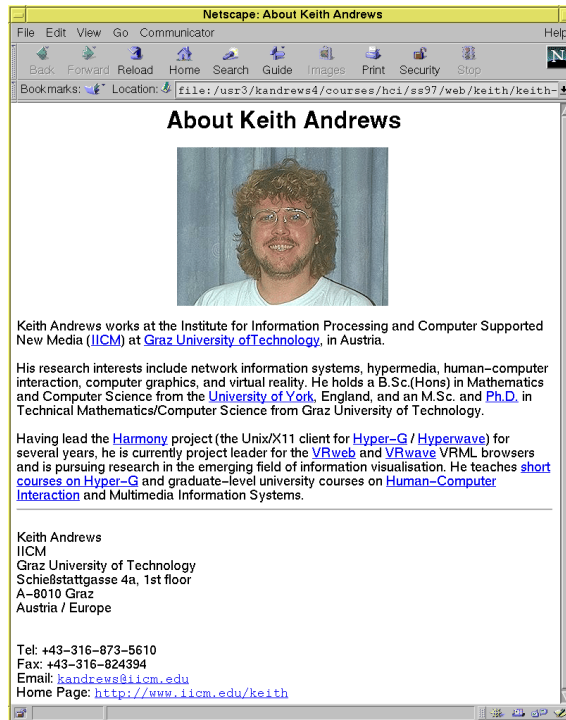 Netscape: About Keith Andrews
File Edit View Go Communicator Help
Back Forward Reload Home Search Guide Images Print Security Stop
N
Bookmarks: Location: file:/usr3/kandrews4/courses/hci/ss97/web/keith/keith-
About Keith Andrews
Keith Andrews works at the Institute for Information Processing and Computer Supported
New Media (IICM) at Graz University ofTechnology, in Austria.
His research interests include network information systems, hypermedia, human-computer
interaction, computer graphics, and virtual reality. He holds a B.Sc.(Hons) in Mathematics
and Computer Science from the University of York, England, and an M.Sc. and Ph.D. in
Technical Mathematics/Computer Science from Graz University of Technology.
Having lead the Harmony project (the Unix/X11 client for Hyper-G / Hyperwave) for
several years, he is currently project leader for the VRweb and VRwave VRML browsers
and is pursuing research in the emerging field of information visualisation. He teaches short
courses on Hyper-G and graduate-level university courses on Human-Computer
Interaction and Multimedia Information Systems.
Keith Andrews
IICM
Graz University of Technology
Schießstattgasse 4a, 1st floor
A-8010 Graz
Austria / Europe
Tel: +43-316-873-5610
Fax: +43-316-824394
Email: kandrews@iicm.edu
Home Page: http://www.iicm.edu/keith